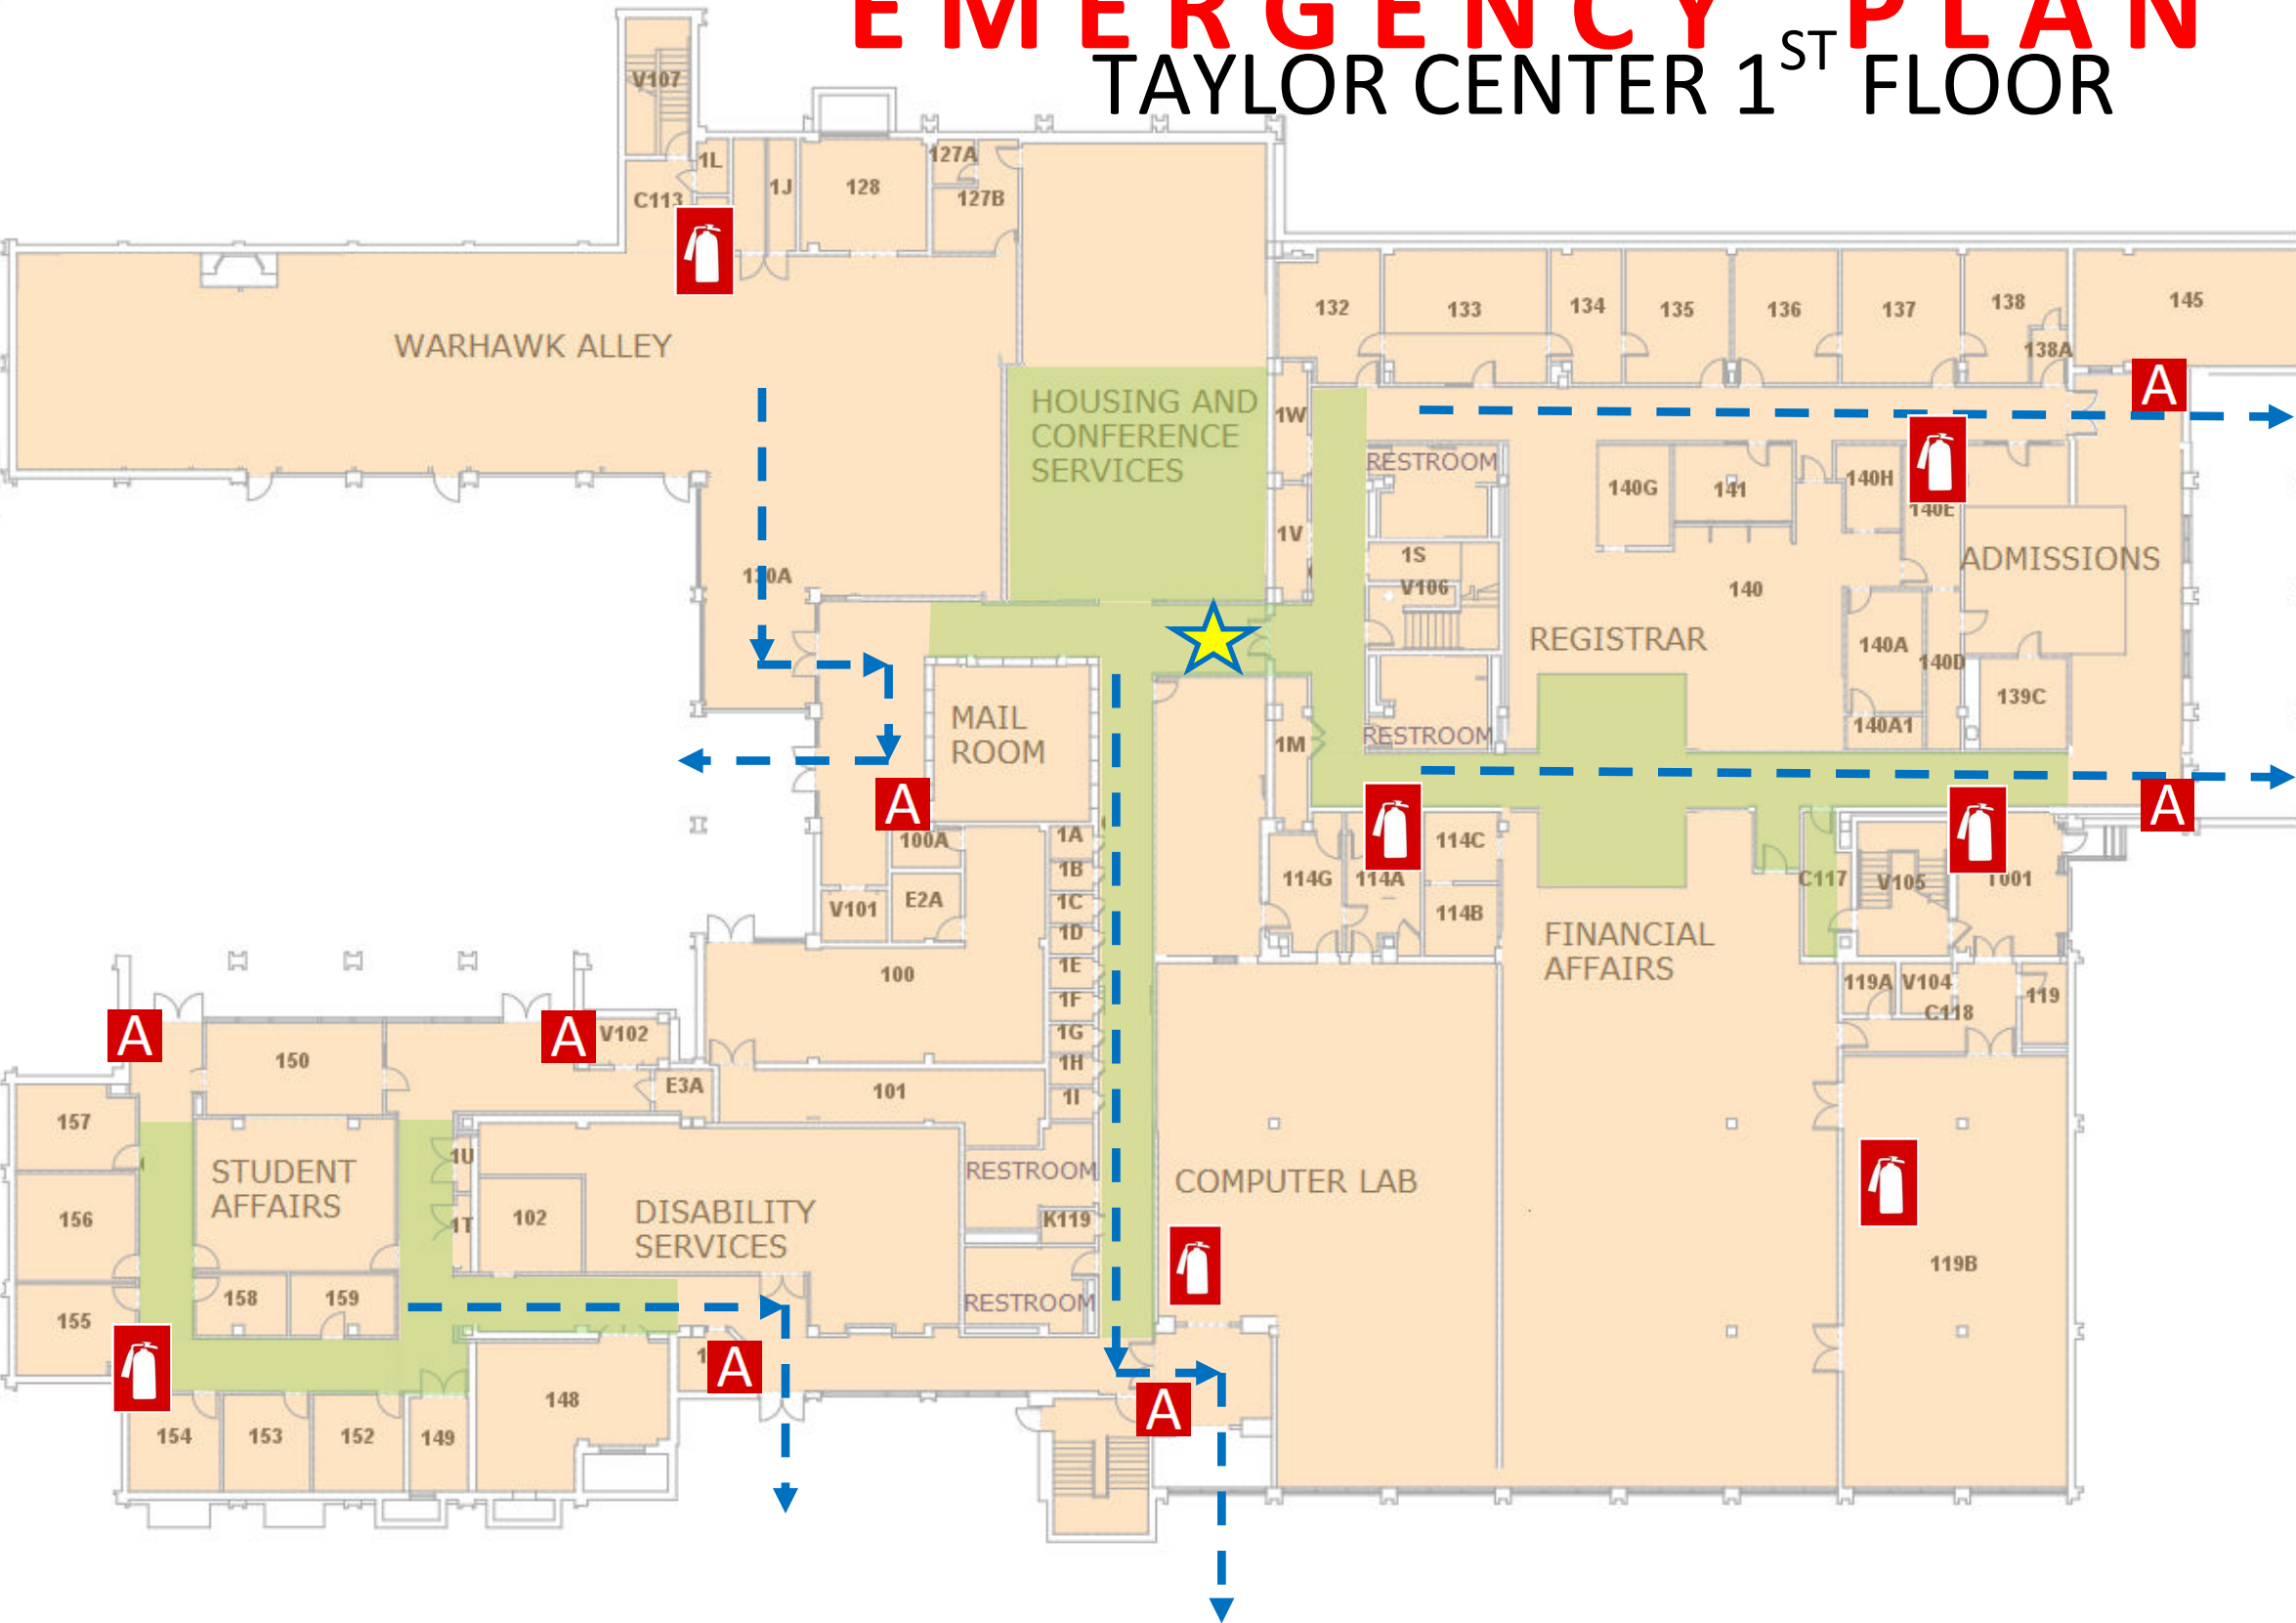 EMERGENCY PLAN
TAYLOR CENTER 1ST FLOOR
V107
1L
1J
128
127A
127B
C113
WARHAWK ALLEY
HOUSING AND
CONFERENCE
SERVICES
132
133
134
135
136
137
138
138A
145
A
1W
1V
RESTROOM
1S
V106
RESTROOM
140G
141
140H
140E
140
REGISTRAR
ADMISSIONS
140A
140D
140A1
139C
130A
MAIL
ROOM
1M
A
A
100A
V101
E2A
1A
1B
1C
1D
1E
1F
1G
1H
1I
100
101
114G
114A
114C
114B
FINANCIAL
AFFAIRS
C117
V105
T001
119A
V104
C118
119
119B
COMPUTER LAB
A
A
V102
150
E3A
157
156
155
STUDENT
AFFAIRS
1U
1T
102
DISABILITY
SERVICES
RESTROOM
K119
RESTROOM
158
159
A
A
154
153
152
149
148